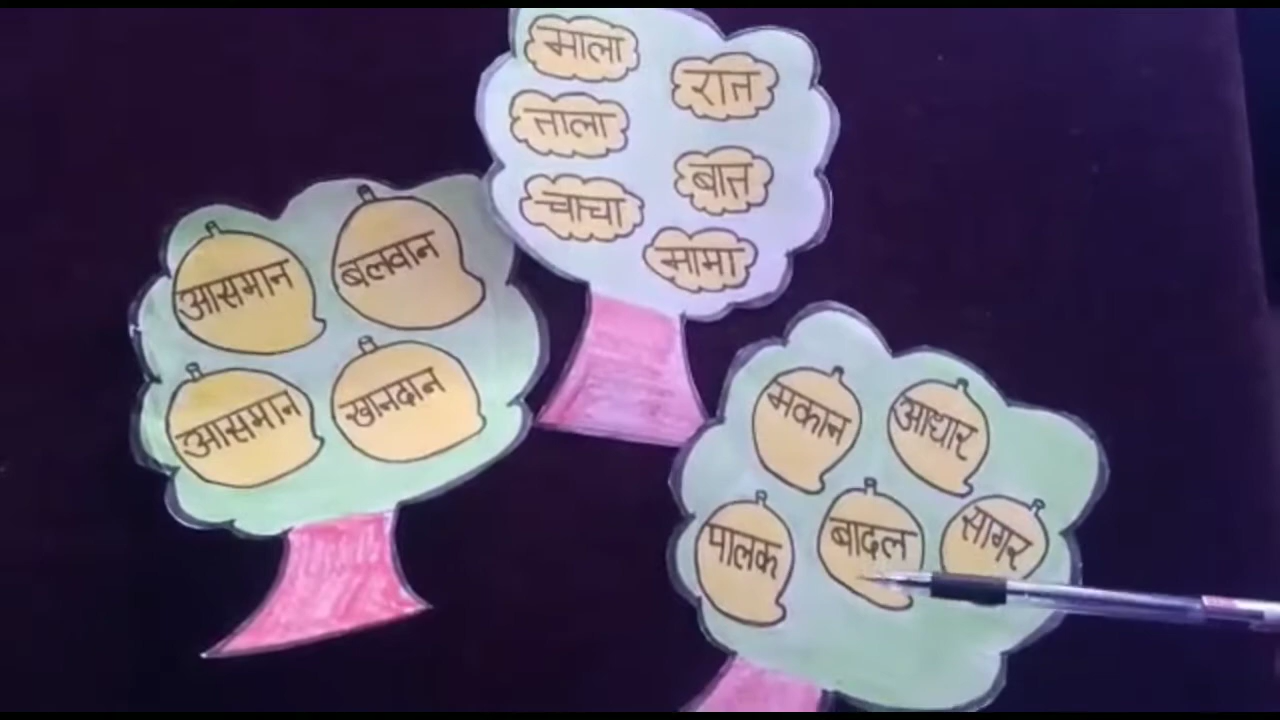 माला
रात
ताला
बात
चाचा
मामा
आसमान
बलवान
आसमान
खानदान
मकान
आधार
पालक
बादल
सागर